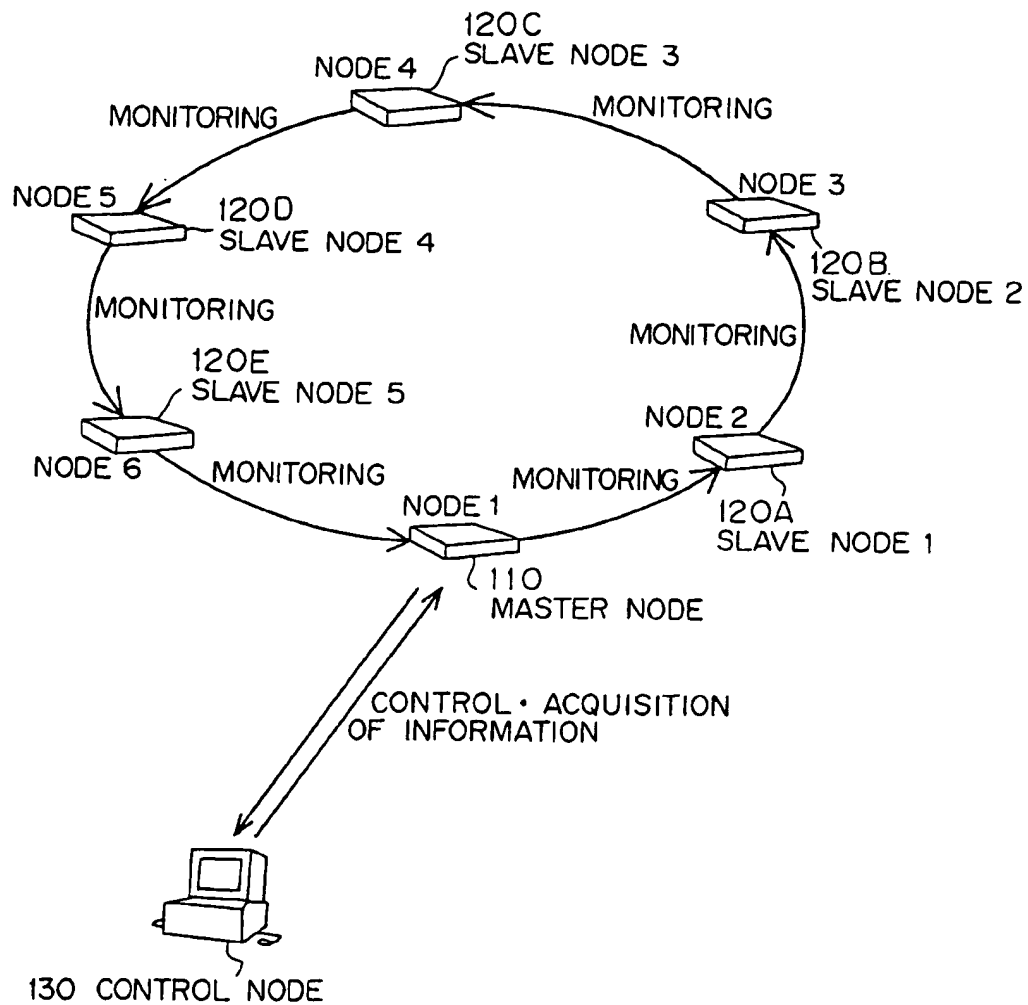 120C
SLAVE NODE 3
NODE 4
MONITORING
MONITORING
NODE 5
120D
SLAVE NODE 4
NODE 3
120B.
SLAVE NODE 2
MONITORING
MONITORING
120E
SLAVE NODE 5
NODE 2
NODE 6
MONITORING
MONITORING
NODE 1
120A
SLAVE NODE 1
110
MASTER NODE
CONTROL · ACQUISITION
OF INFORMATION
130 CONTROL NODE